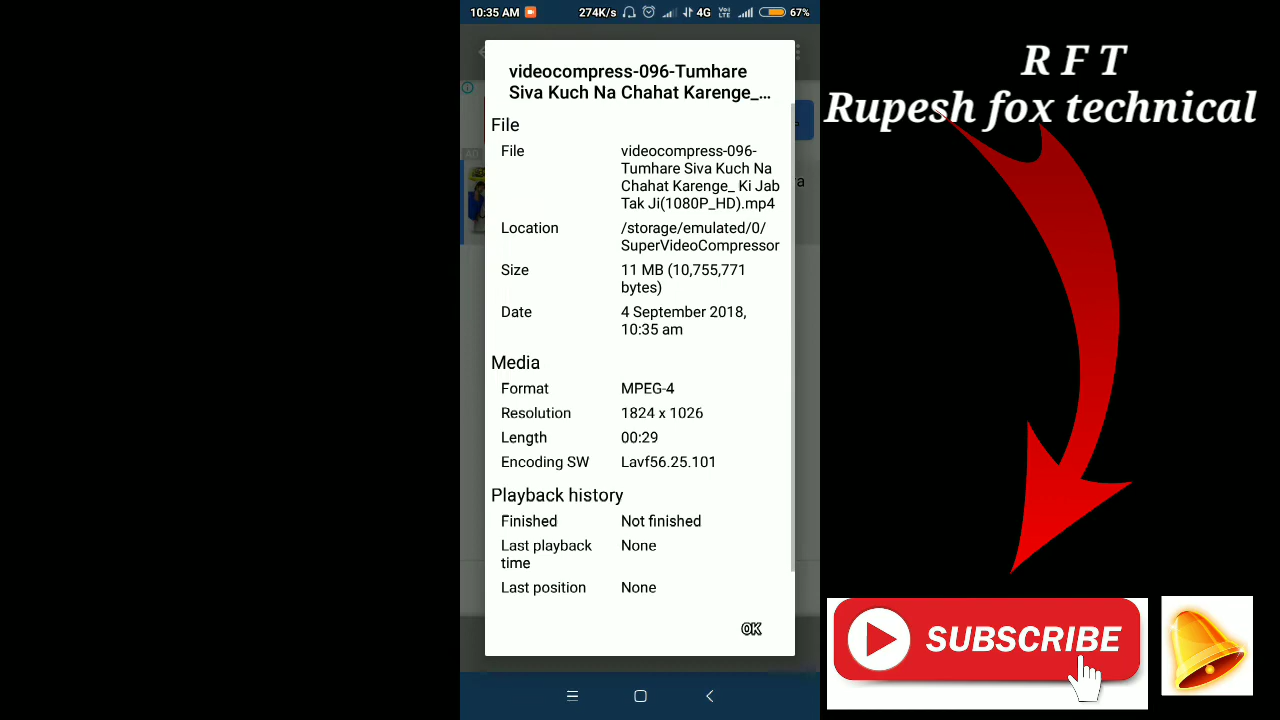 10:35 AM 274K/s 4G Vo LTE 67%
videocompress-096-Tumhare
Siva Kuch Na Chahat Karenge_...
File
File videocompress-096-
Tumhare Siva Kuch Na
Chahat Karenge_ Ki Jab
Tak Ji(1080P_HD).mp4
Location /storage/emulated/0/
SuperVideoCompressor
Size 11 MB (10,755,771
bytes)
Date 4 September 2018,
10:35 am
Media
Format MPEG-4
Resolution 1824 x 1026
Length 00:29
Encoding SW Lavf56.25.101
Playback history
Finished Not finished
Last playback None
time
Last position None
OK
Ad
R F T
Rupesh fox technical
SUBSCRIBE